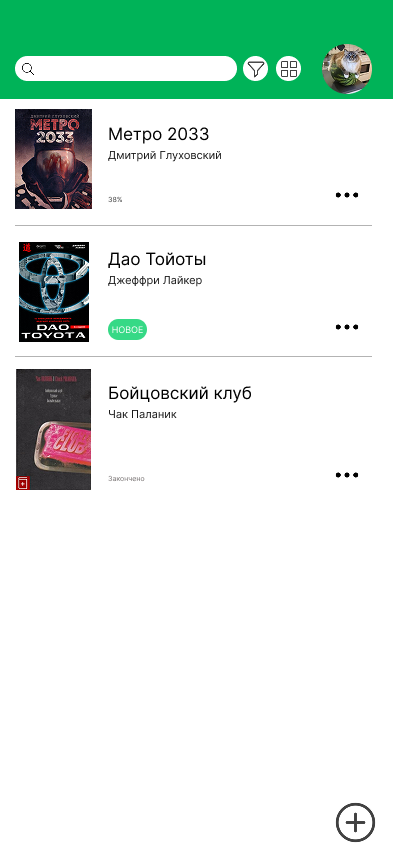 ДМИТРИЙ ГЛУХОВСКИЙ
МЕТРО
2033
Метро 2033
Дмитрий Глуховский
38%
ДАО
TOYOTA
Дао Тойоты
Джеффри Лайкер
НОВОЕ
CLUB
Бойцовский клуб
Чак Паланик
Закончено